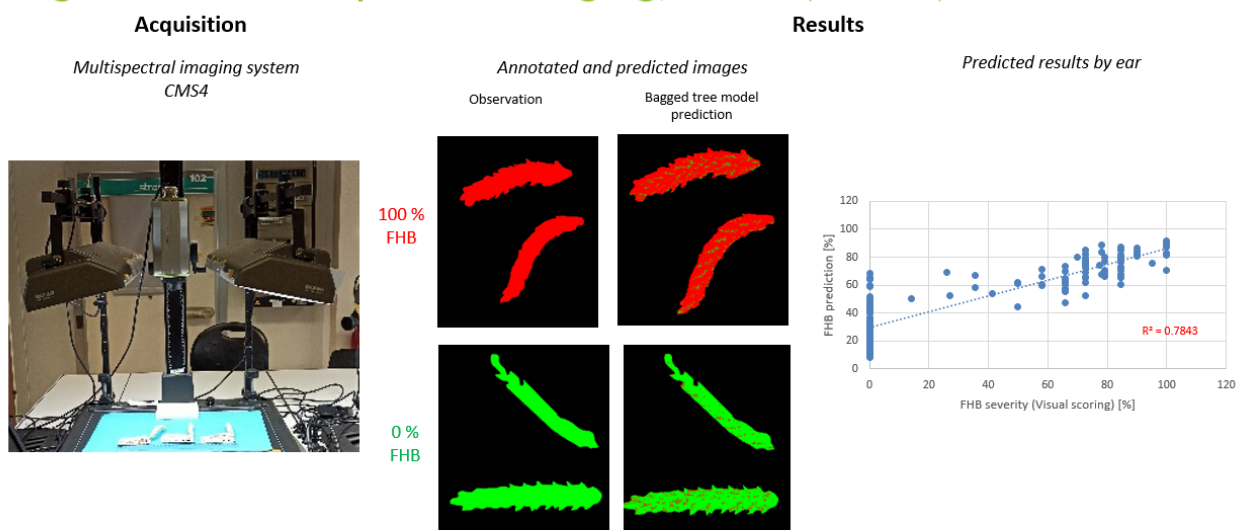 Acquisition
Results
Multispectral imaging system
CMS4
Annotated and predicted images
Predicted results by ear
Observation
Bagged tree model
prediction
102
100 %
FHB
0 %
FHB
120
100
80
60
40
20
0
FHB prediction [%]
R² = 0.7843
0
20
40
60
80
100
120
FHB severity (Visual scoring) [%]